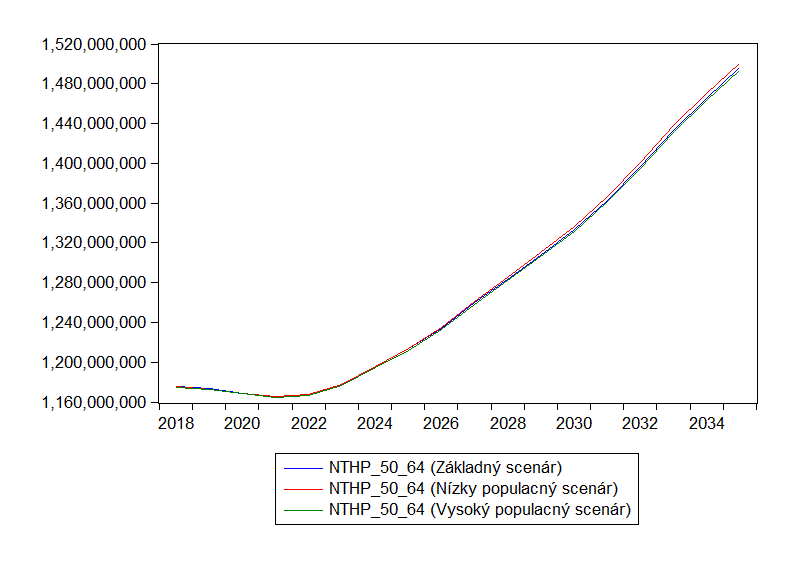 1,520,000,000
1,480,000,000
1,440,000,000
1,400,000,000
1,360,000,000
1,320,000,000
1,280,000,000
1,240,000,000
1,200,000,000
1,160,000,000
2018 2020 2022 2024 2026 2028 2030 2032 2034
NTHP_50_64 (Základný scenár)
NTHP_50_64 (Nízky populacný scenár)
NTHP_50_64 (Vysoký populacný scenár)